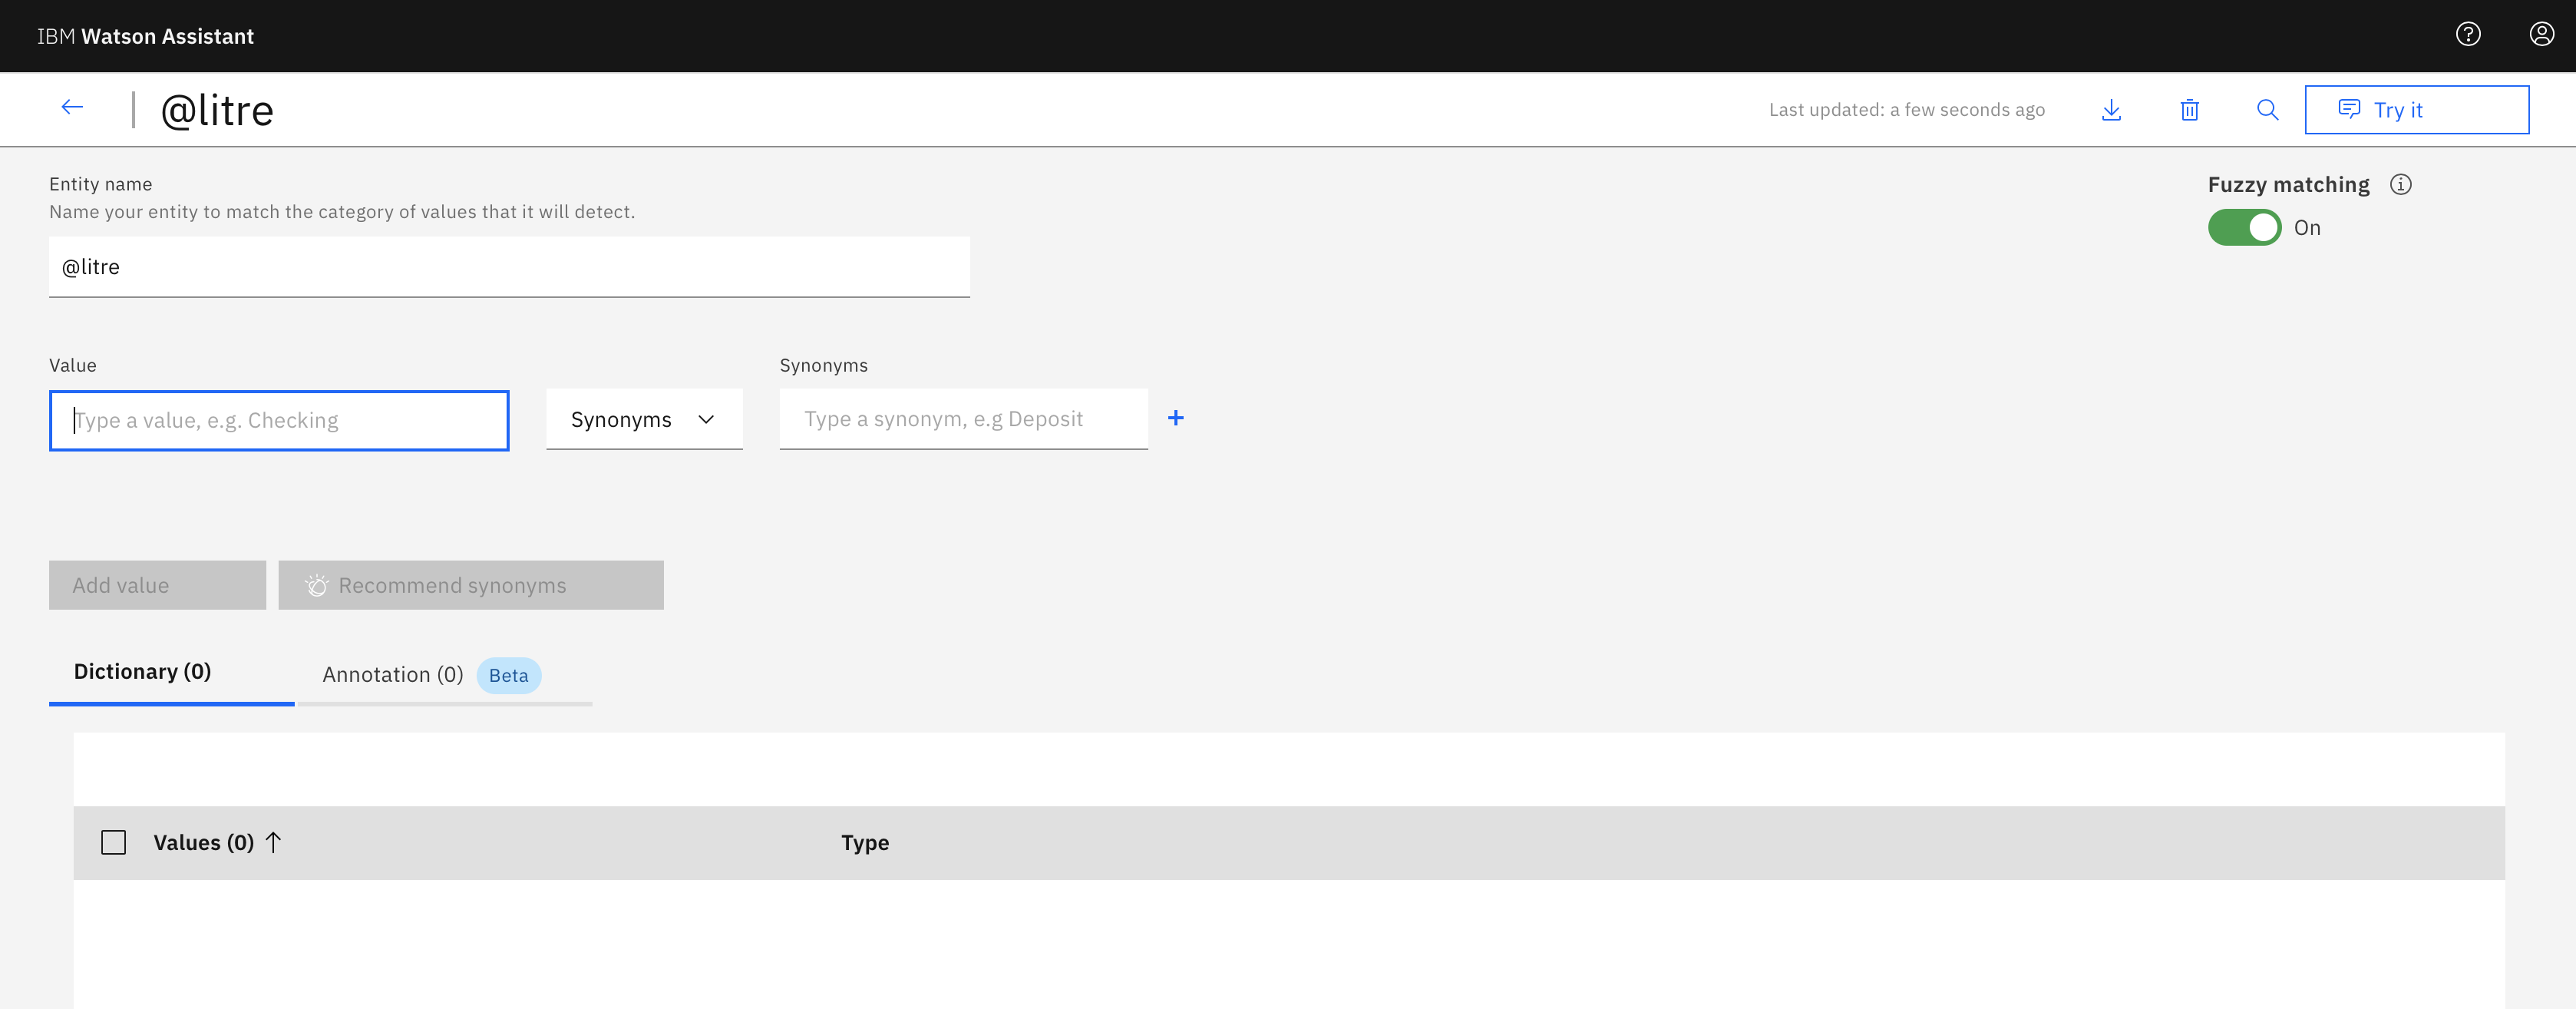 IBM Watson Assistant
@litre
Last updated: a few seconds ago
Try it
Entity name
Name your entity to match the category of values that it will detect.
@litre
Fuzzy matching
On
Value
Synonyms
Type a value, e.g. Checking
Synonyms
Type a synonym, e.g Deposit
Add value
Recommend synonyms
Dictionary (0)
Annotation (0)
Beta
Values (0)
Type